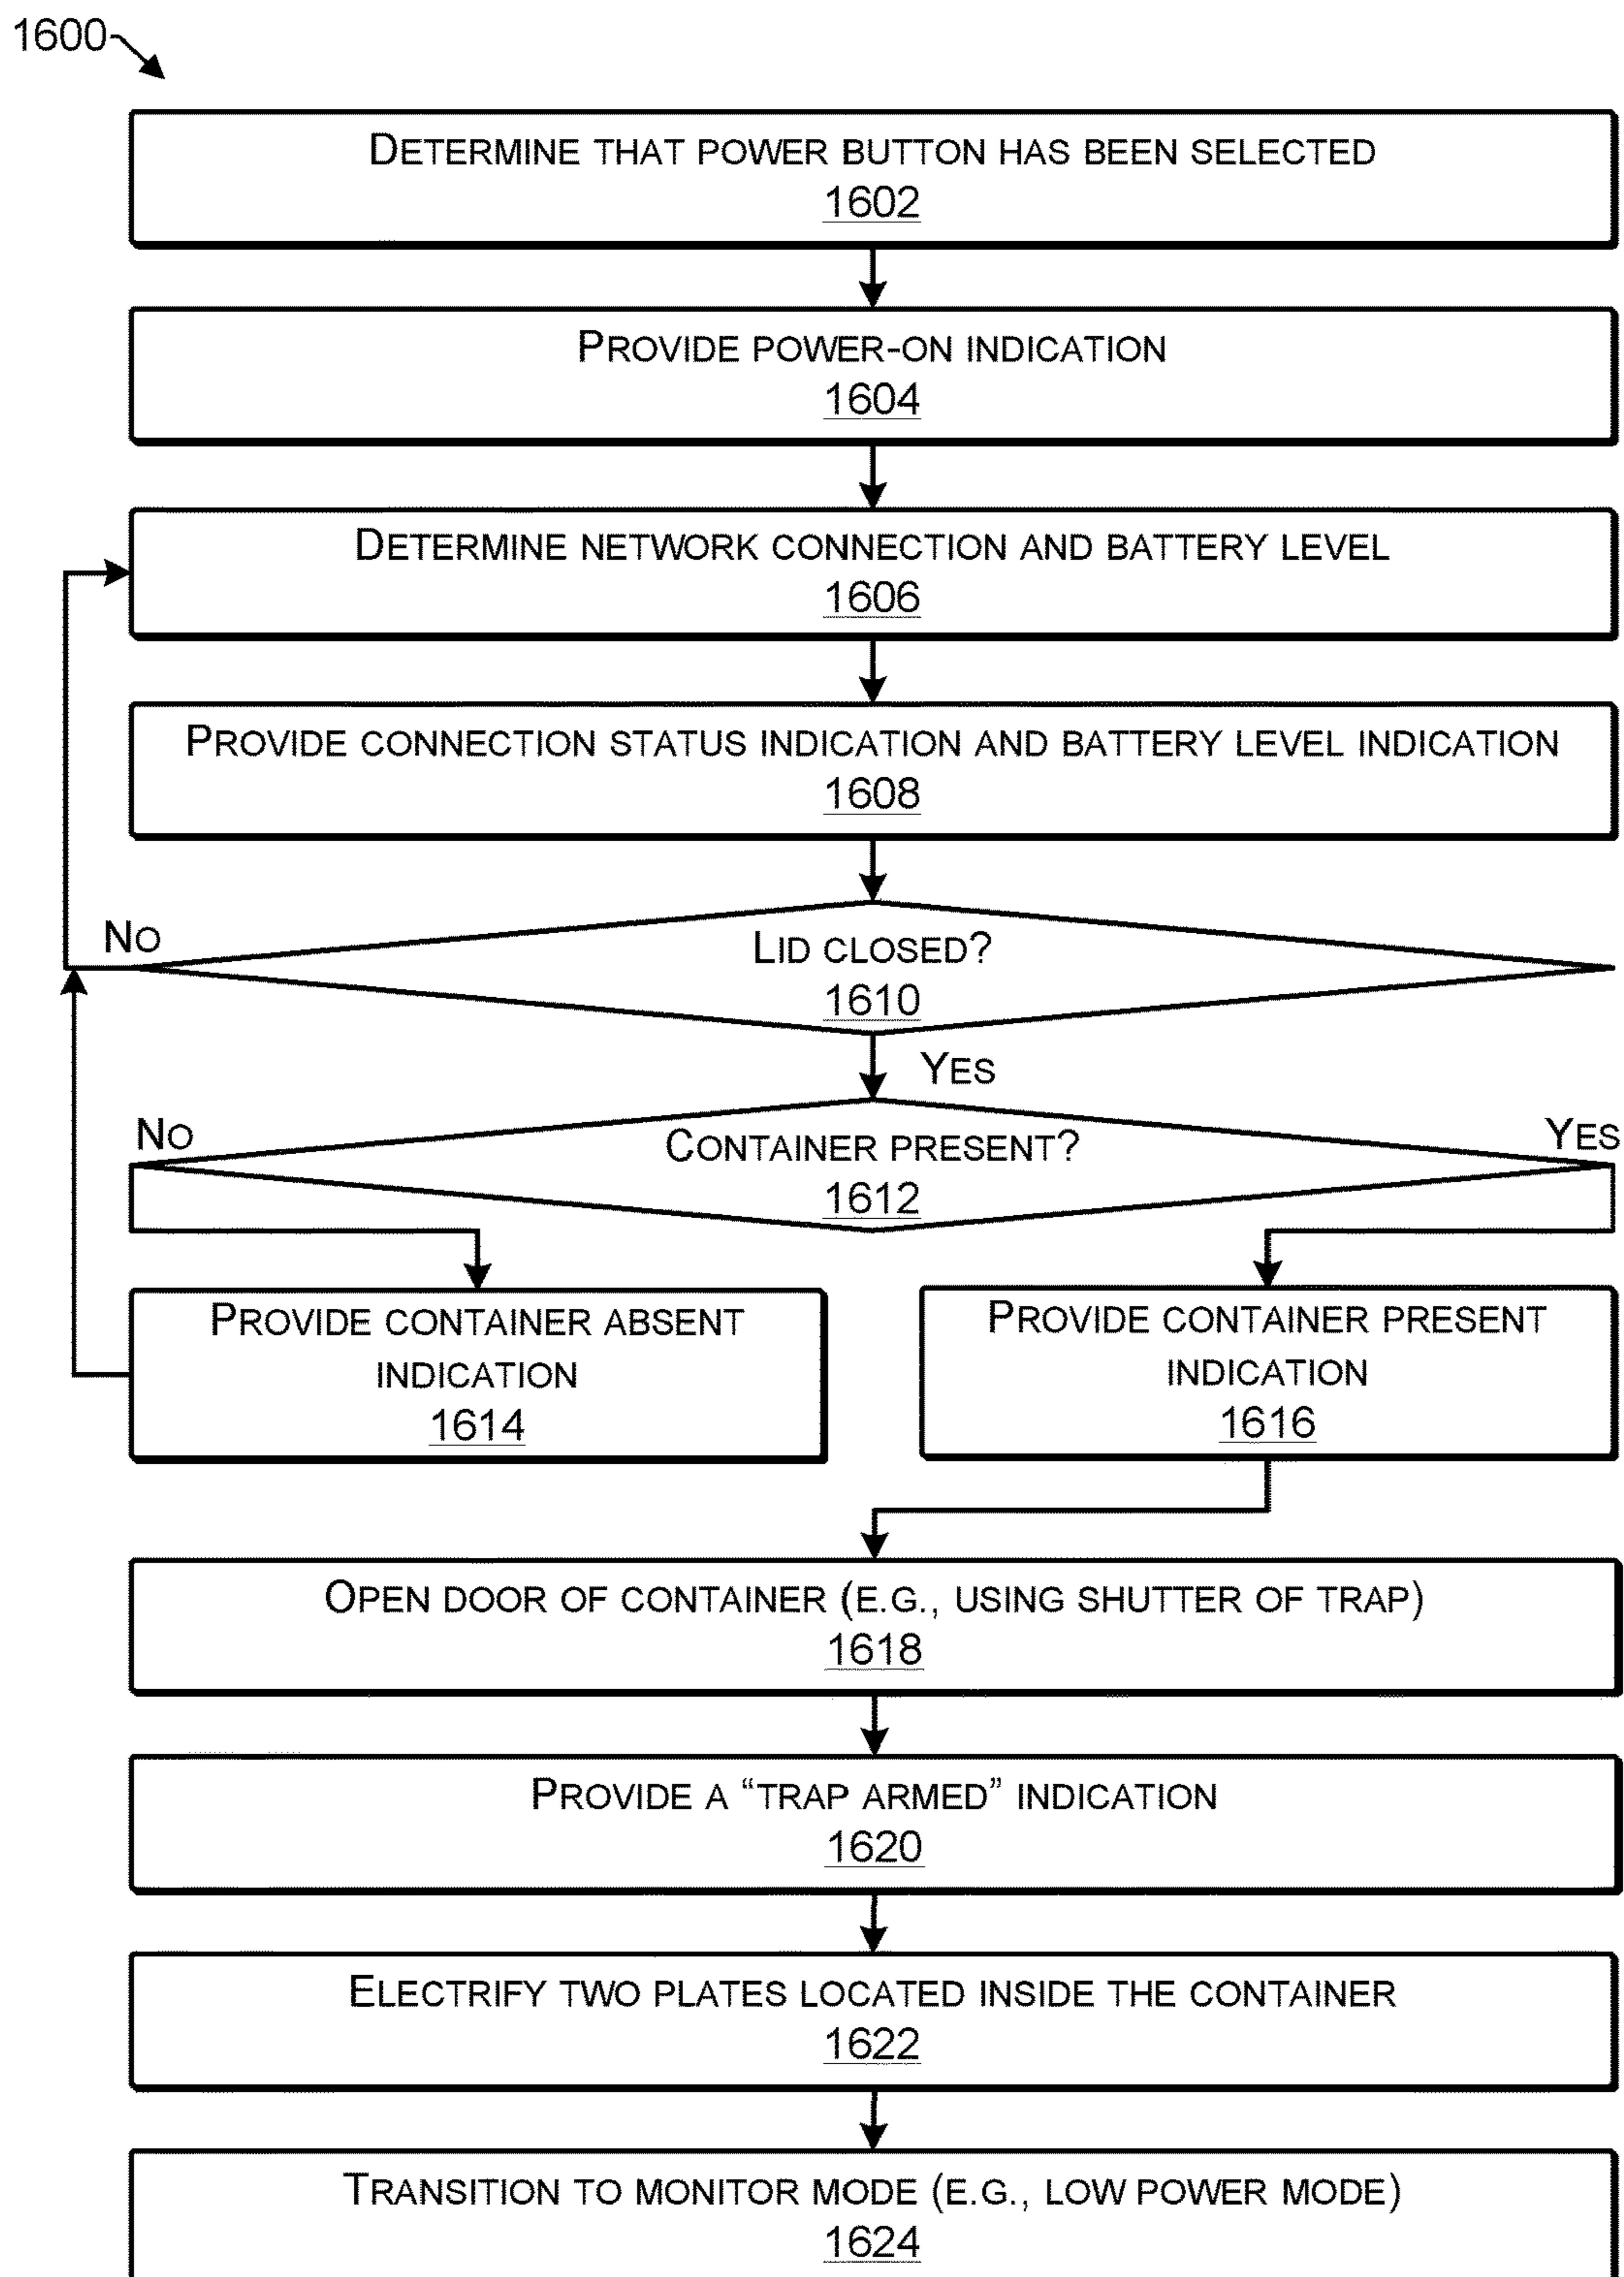 1600
DETERMINE THAT POWER BUTTON HAS BEEN SELECTED
1602
PROVIDE POWER-ON INDICATION
1604
DETERMINE NETWORK CONNECTION AND BATTERY LEVEL
1606
PROVIDE CONNECTION STATUS INDICATION AND BATTERY LEVEL INDICATION
1608
NO
LID CLOSED?
1610
YES
NO
CONTAINER PRESENT?
YES
1612
PROVIDE CONTAINER ABSENT
INDICATION
1614
PROVIDE CONTAINER PRESENT
INDICATION
1616
OPEN DOOR OF CONTAINER (E.G., USING SHUTTER OF TRAP)
1618
PROVIDE A “TRAP ARMED” INDICATION
1620
ELECTRIFY TWO PLATES LOCATED INSIDE THE CONTAINER
1622
TRANSITION TO MONITOR MODE (E.G., LOW POWER MODE)
1624